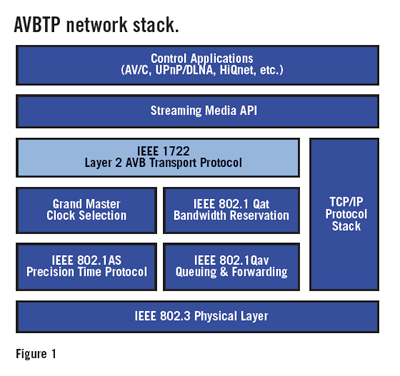 AVBTP network stack.
Control Applications
(AV/C, UPnP/DLNA, HiQnet, etc.)
Streaming Media API
IEEE 1722
Layer 2 AVB Transport Protocol
Grand Master
Clock Selection
IEEE 802.1 Qat
Bandwidth Reservation
TCP/IP
Protocol
Stack
IEEE 802.1AS
Precision Time Protocol
IEEE 802.1Qav
Queuing & Forwarding
IEEE 802.3 Physical Layer
Figure 1